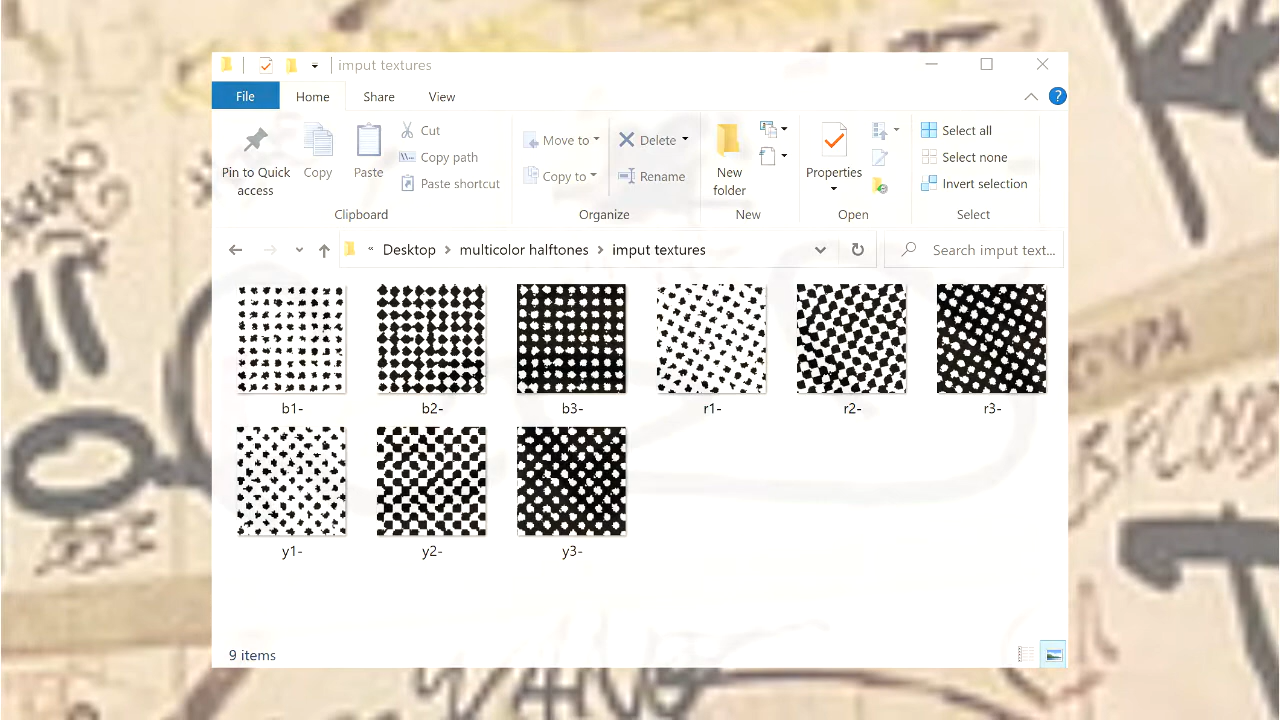 imput textures
File Home Share View
Pin to Quick access
Copy
Paste
Cut
Copy path
Paste shortcut
Clipboard
Move to
Copy to
Delete
Rename
Organize
New folder
New
Properties
Open
Select all
Select none
Invert selection
Select
« Desktop > multicolor halftones > imput textures
Search imput text...
b1- b2- b3- r1- r2- r3-
y1- y2- y3-
9 items